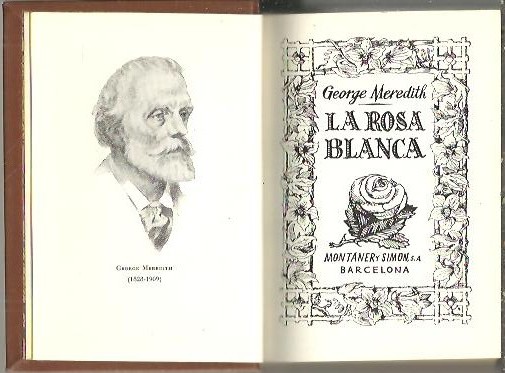 GEORGE MEREDITH
(1828-1909)
George Meredith
LA ROSA
BLANCA
MONTANER Y SIMON, S.A.
BARCELONA